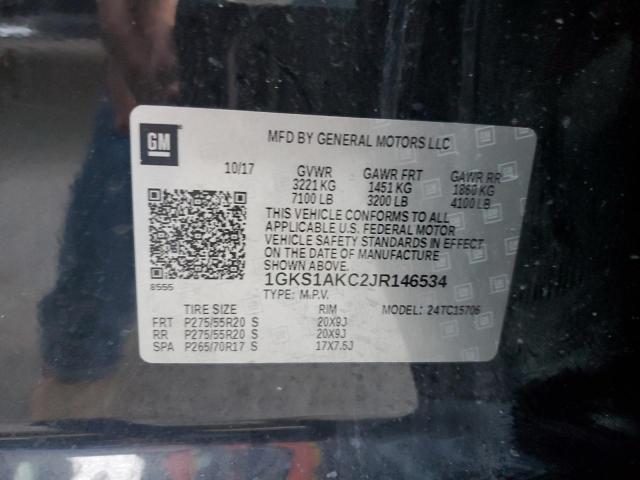 GM
MFD BY GENERAL MOTORS LLC
10/17 GVWR GAWR FRT GAWR RR
3221 KG 1451 KG 1860 KG
7100 LB 3200 LB 4100 LB
THIS VEHICLE CONFORMS TO ALL
APPLICABLE U.S. FEDERAL MOTOR
VEHICLE SAFETY STANDARDS IN EFFECT
ON THE DATE OF MANUFACTURE
SHOWN ABOVE.
8555
1GKS1AKC2JR146534
TYPE: M.P.V. MODEL: 24TC15706
TIRE SIZE RIM
FRT P275/55R20 S 20X9J
RR P275/55R20 S 20X9J
SPA P265/70R17 S 17X7.5J